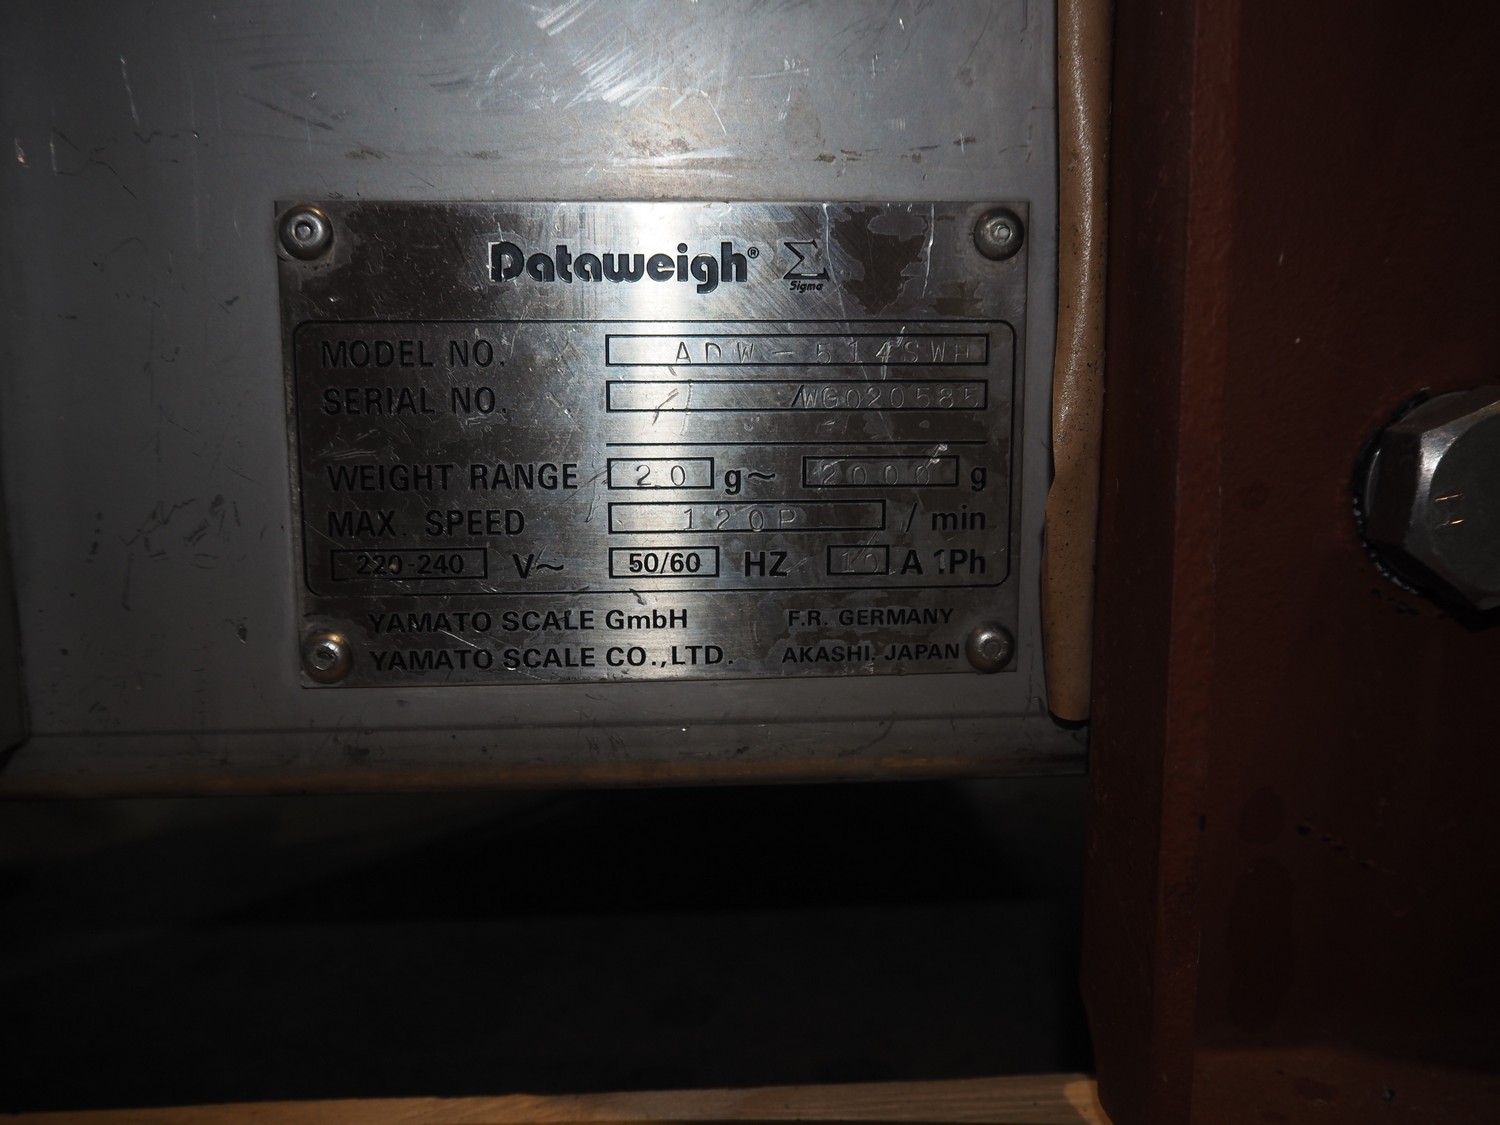 Dataweigh® Σ
Sigma
MODEL NO. ADW-514SWH
SERIAL NO. /WG020585
WEIGHT RANGE 20 g~ 2000 g
MAX. SPEED 120P / min
220-240 V~ 50/60 HZ 10 A 1Ph
YAMATO SCALE GmbH F.R. GERMANY
YAMATO SCALE CO.,LTD. AKASHI, JAPAN